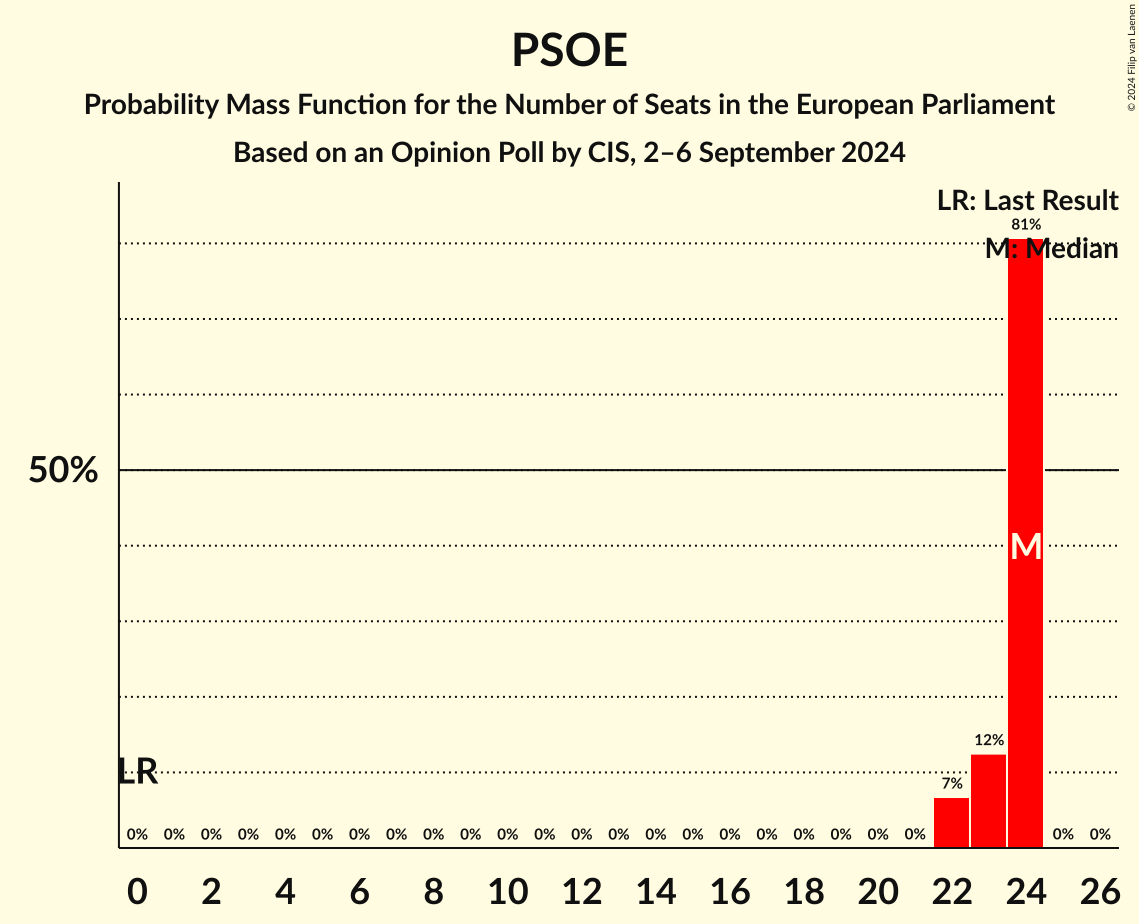 PSOE
Probability Mass Function for the Number of Seats in the European Parliament
Based on an Opinion Poll by CIS, 2–6 September 2024
© 2024 Filip van Laenen
LR: Last Result
81%
M: Median
50%
M
12%
LR
7%
0% 0% 0% 0% 0% 0% 0% 0% 0% 0% 0% 0% 0% 0% 0% 0% 0% 0% 0% 0% 0% 0% 0% 0%
0 2 4 6 8 10 12 14 16 18 20 22 24 26